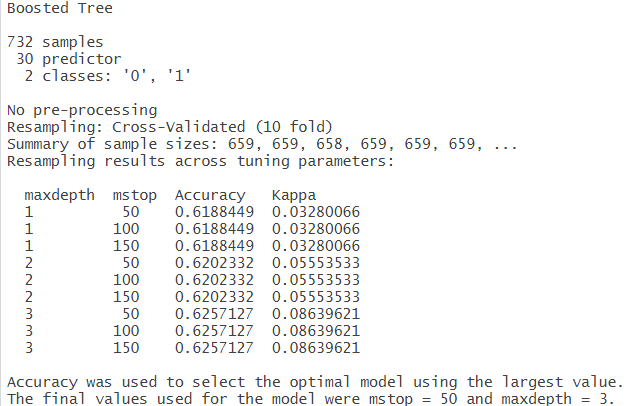 Boosted Tree
732 samples
30 predictor
2 classes: '0', '1'
No pre-processing
Resampling: Cross-Validated (10 fold)
Summary of sample sizes: 659, 659, 658, 659, 659, 659, ...
Resampling results across tuning parameters:
maxdepth  mstop  Accuracy   Kappa
1          50    0.6188449  0.03280066
1         100    0.6188449  0.03280066
1         150    0.6188449  0.03280066
2          50    0.6202332  0.05553533
2         100    0.6202332  0.05553533
2         150    0.6202332  0.05553533
3          50    0.6257127  0.08639621
3         100    0.6257127  0.08639621
3         150    0.6257127  0.08639621
Accuracy was used to select the optimal model using the largest value.
The final values used for the model were mstop = 50 and maxdepth = 3.